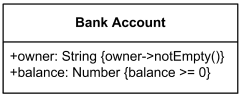 Bank Account
+owner: String {owner->notEmpty()}
+balance: Number {balance >= 0}